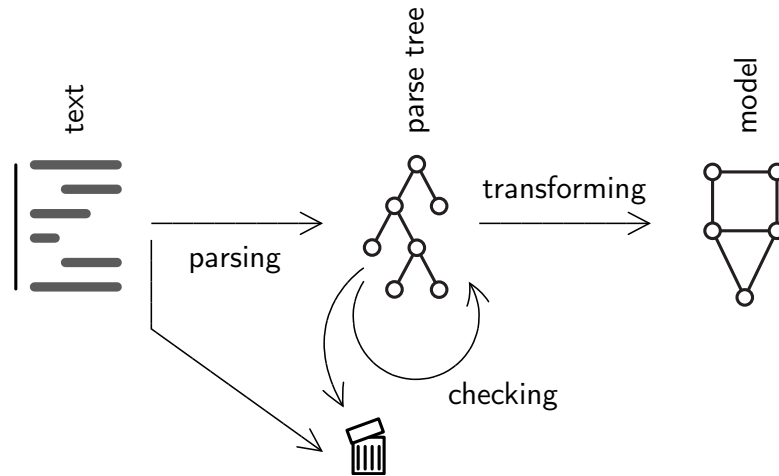 text
parse tree
model
transforming
parsing
checking